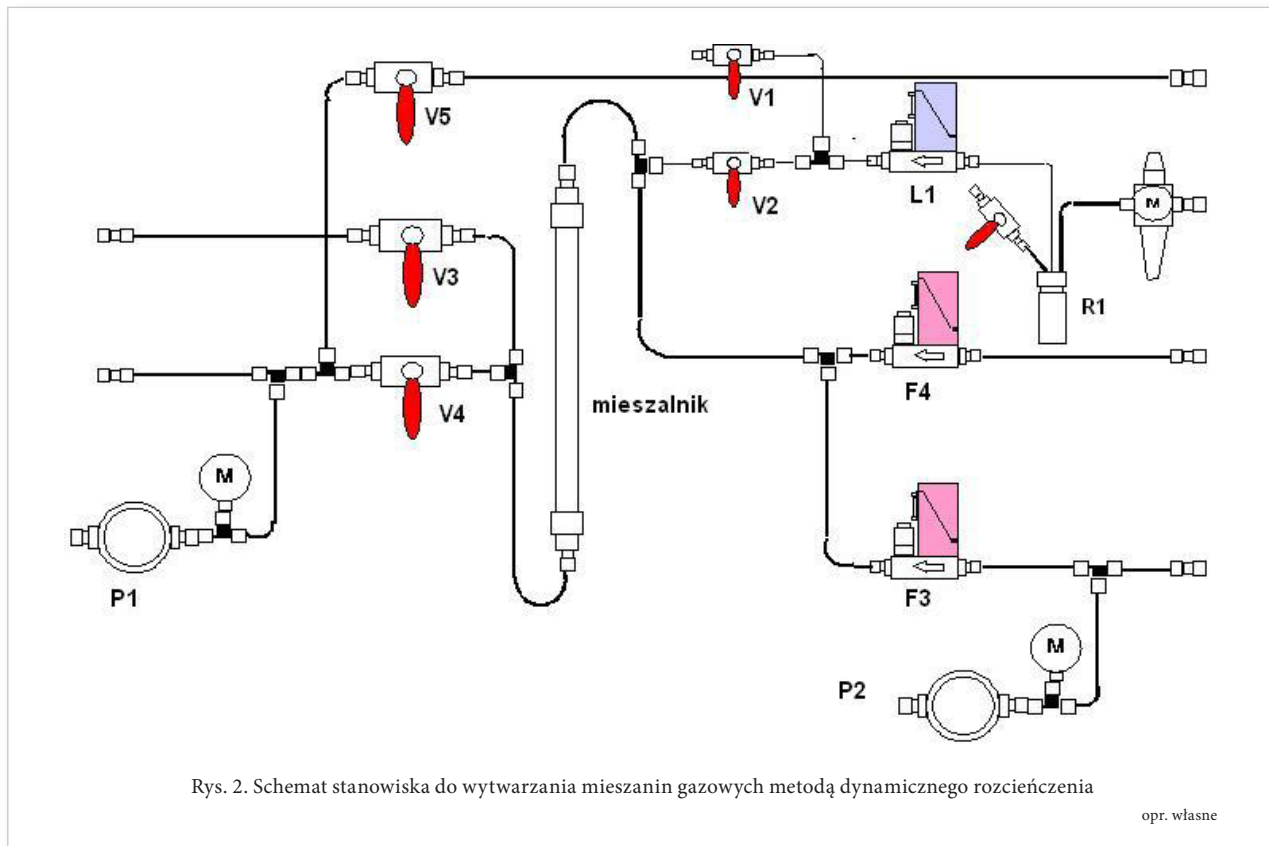 V1
V5
V2
L1
M
V3
R1
V4
mieszalnik
F4
M
P1
F3
M
P2
Rys. 2. Schemat stanowiska do wytwarzania mieszanin gazowych metodą dynamicznego rozcieńczenia
opr. własne